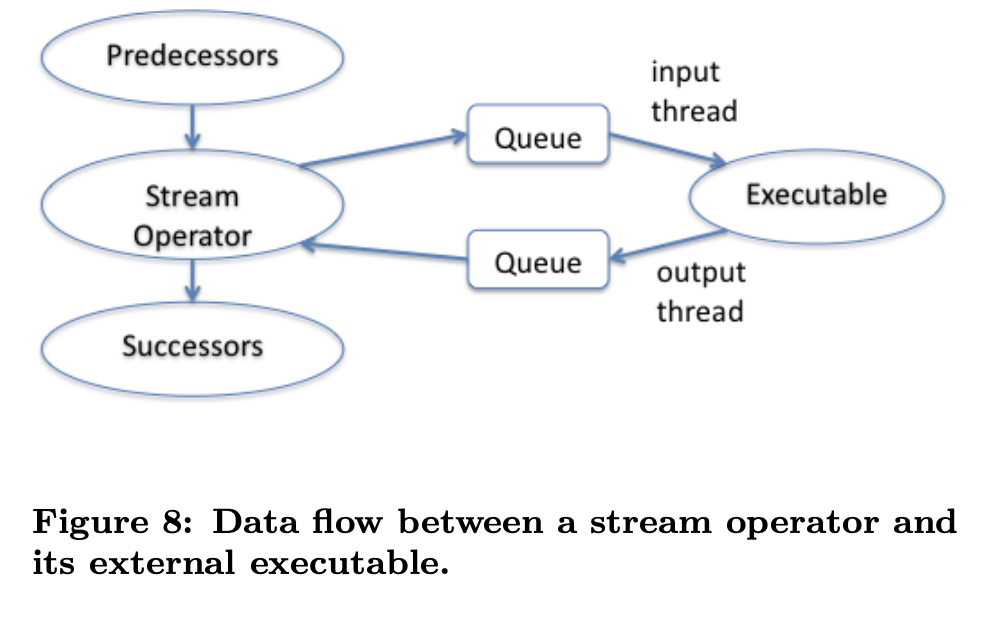 Predecessors
input
thread
Queue
Stream
Operator
Executable
Queue
output
thread
Successors
Figure 8: Data flow between a stream operator and
its external executable.